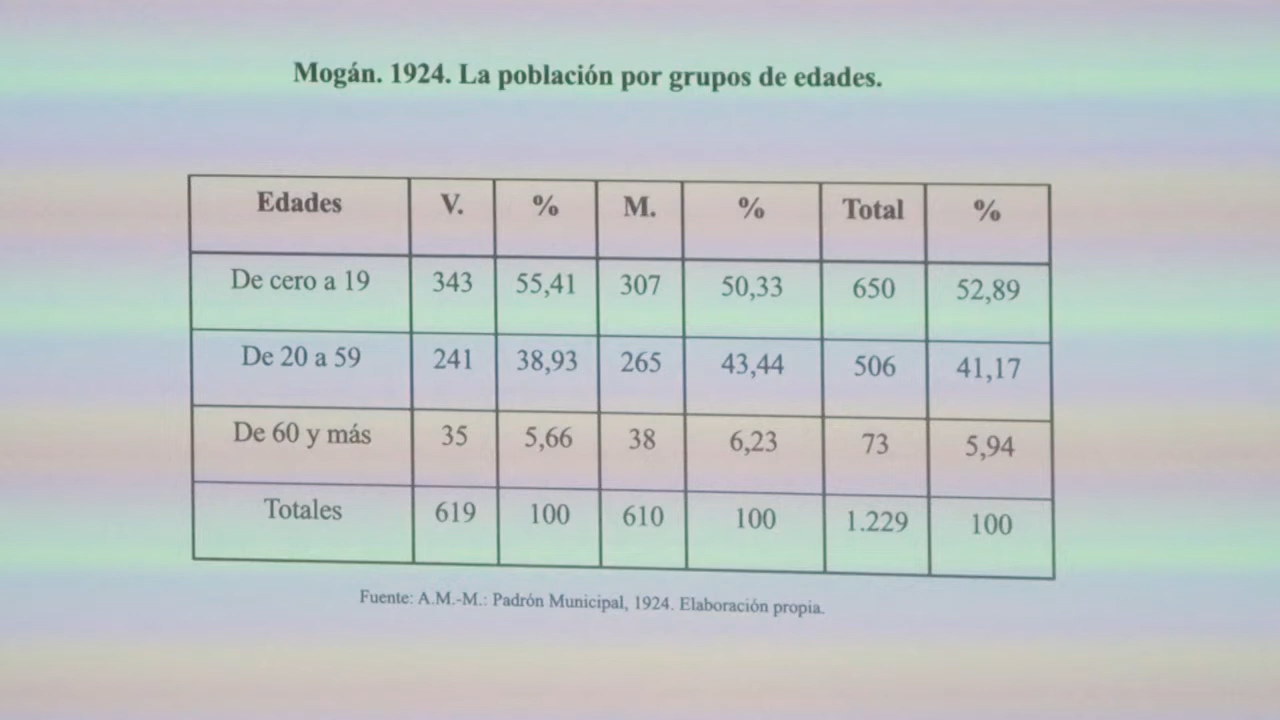 Mogán. 1924. La población por grupos de edades.
Edades V. % M. % Total %
De cero a 19 343 55,41 307 50,33 650 52,89
De 20 a 59 241 38,93 265 43,44 506 41,17
De 60 y más 35 5,66 38 6,23 73 5,94
Totales 619 100 610 100 1.229 100
Fuente: A.M.-M.: Padrón Municipal, 1924. Elaboración propia.